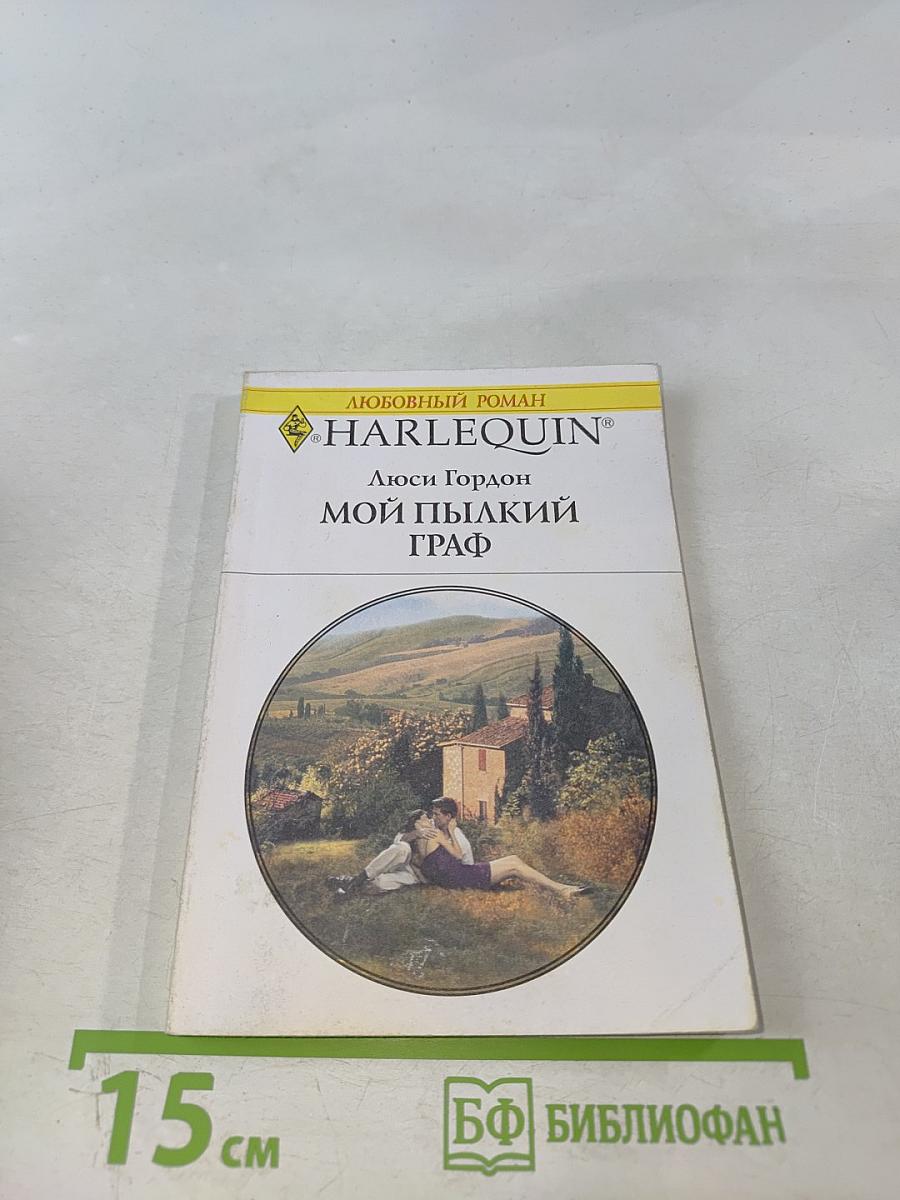 ЛЮБОВНЫЙ РОМАН
®HARLEQUIN®
Люси Гордон
МОЙ ПЫЛКИЙ
ГРАФ
15 см
БФ БИБЛИОФАН